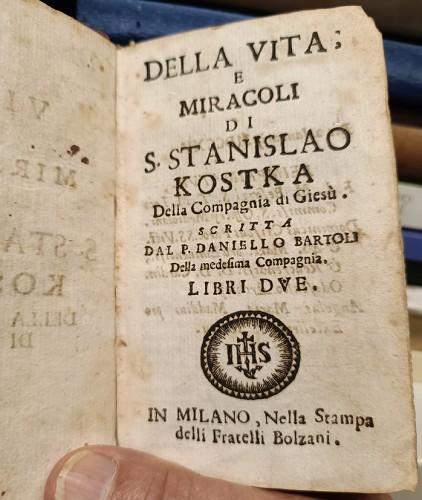 DELLA VITA;
E
MIRACOLI
DI
S. STANISLAO
KOSTKA
Della Compagnia di Giesù.
SCRITTA
DAL P. DANIELLO BARTOLI
Della medesima Compagnia.
LIBRI DVE.
IHS
IN MILANO, Nella Stampa
delli Fratelli Bolzani.